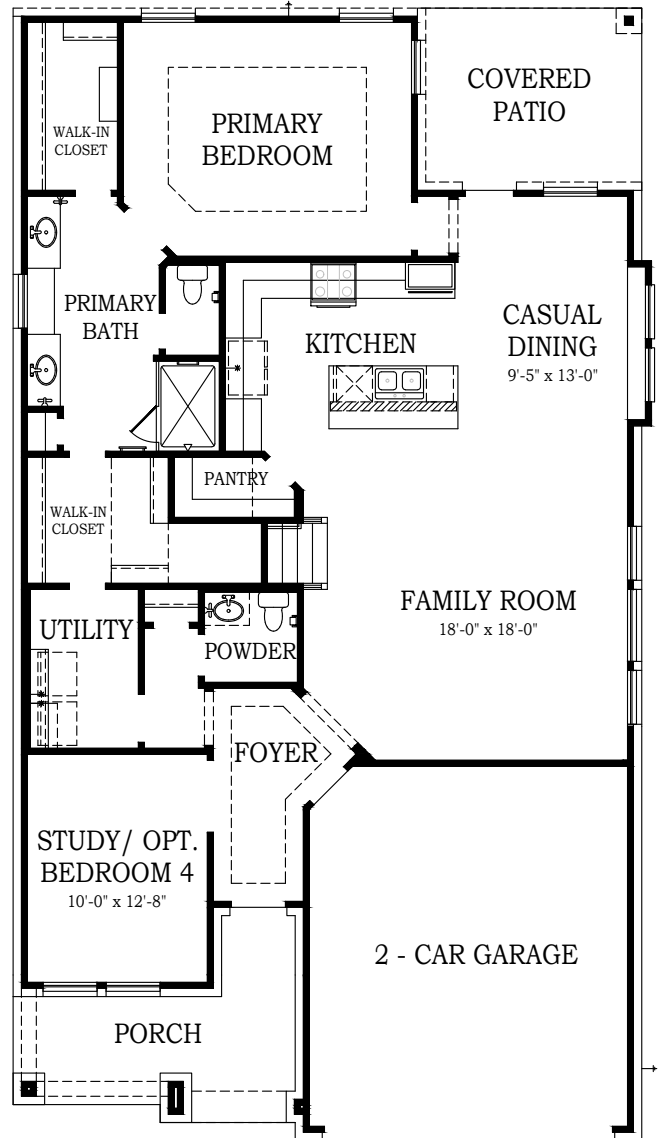 COVERED
PATIO
PRIMARY
BEDROOM
WALK-IN
CLOSET
PRIMARY
BATH
KITCHEN
CASUAL
DINING
9'-5" x 13'-0"
PANTRY
WALK-IN
CLOSET
FAMILY ROOM
18'-0" x 18'-0"
UTILITY
POWDER
FOYER
STUDY/ OPT.
BEDROOM 4
10'-0" x 12'-8"
2 - CAR GARAGE
PORCH